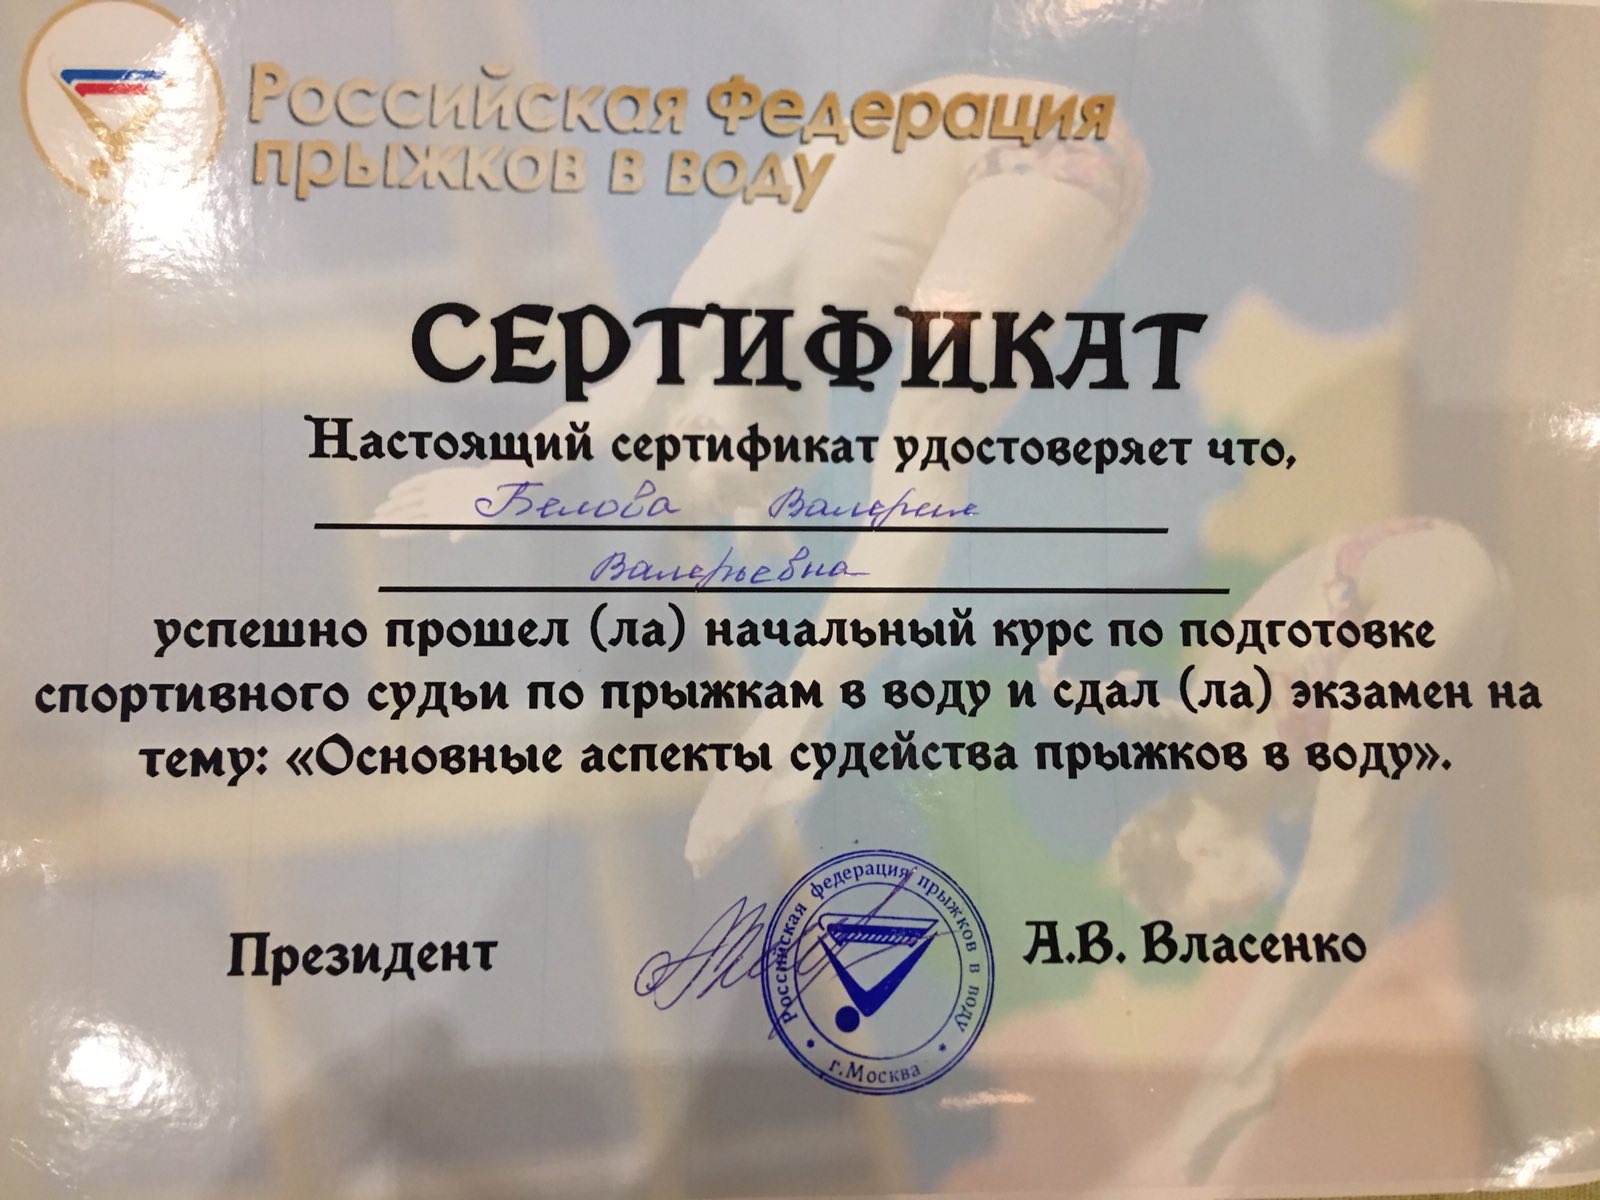 Российская Федерация
прыжков в воду
СЕРТИФИКАТ
Настоящий сертификат удостоверяет что,
Белова Валерия
Валерьевна
успешно прошел (ла) начальный курс по подготовке
спортивного судьи по прыжкам в воду и сдал (ла) экзамен на
тему: «Основные аспекты судейства прыжков в воду».
Президент
А.В. Власенко
Российская федерация прыжков в воду
г.Москва